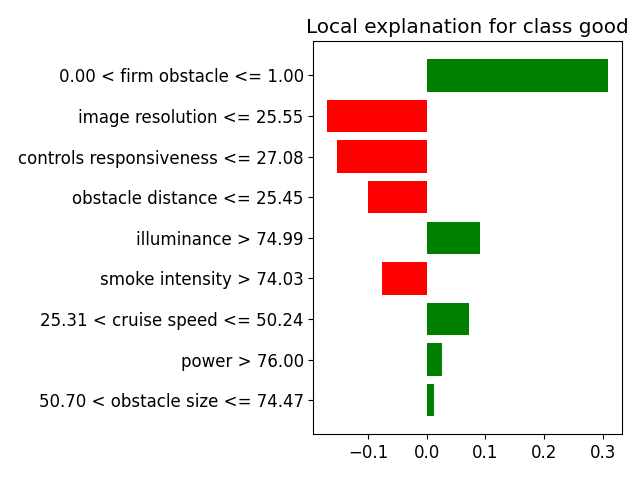 Local explanation for class good
0.00 < firm obstacle <= 1.00
image resolution <= 25.55
controls responsiveness <= 27.08
obstacle distance <= 25.45
illuminance > 74.99
smoke intensity > 74.03
25.31 < cruise speed <= 50.24
power > 76.00
50.70 < obstacle size <= 74.47
−0.1 0.0 0.1 0.2 0.3